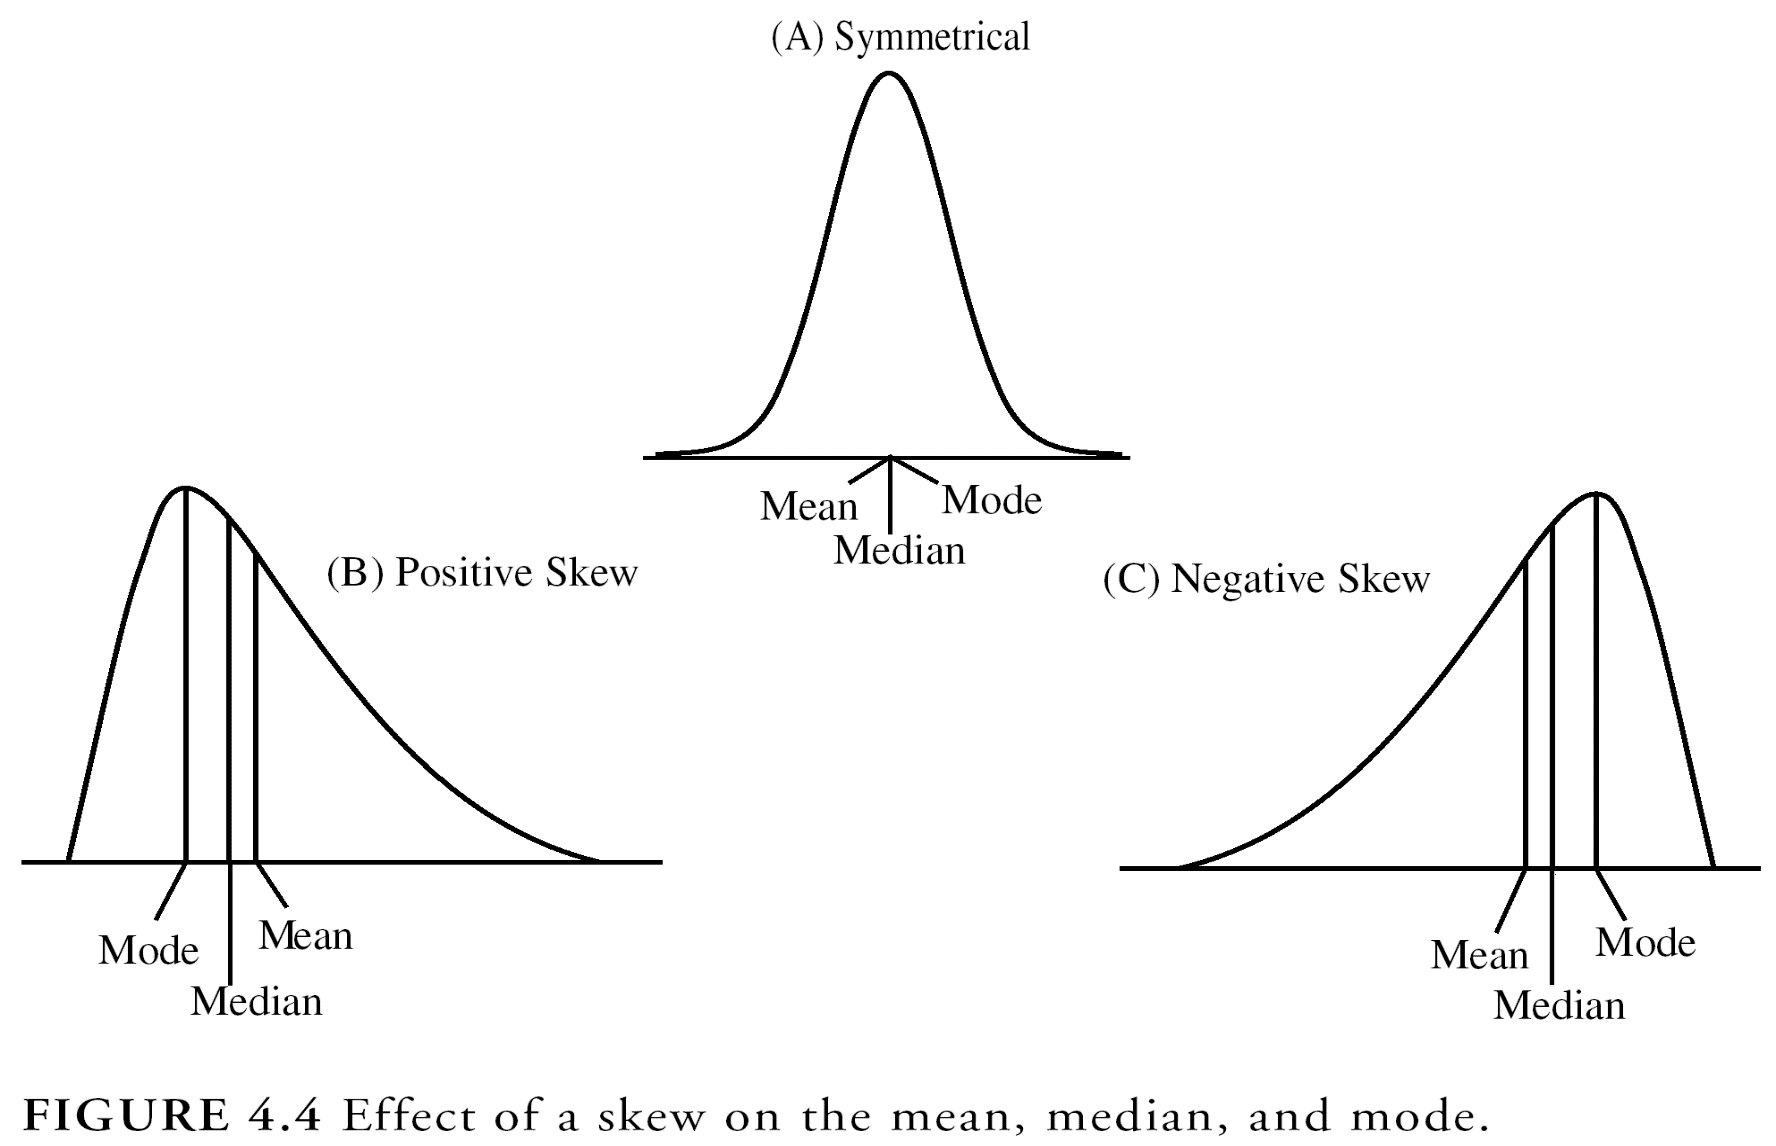 (A) Symmetrical
Mean
Mode
Median
(B) Positive Skew
Mode
Mean
Median
(C) Negative Skew
Mean
Mode
Median
FIGURE 4.4 Effect of a skew on the mean, median, and mode.